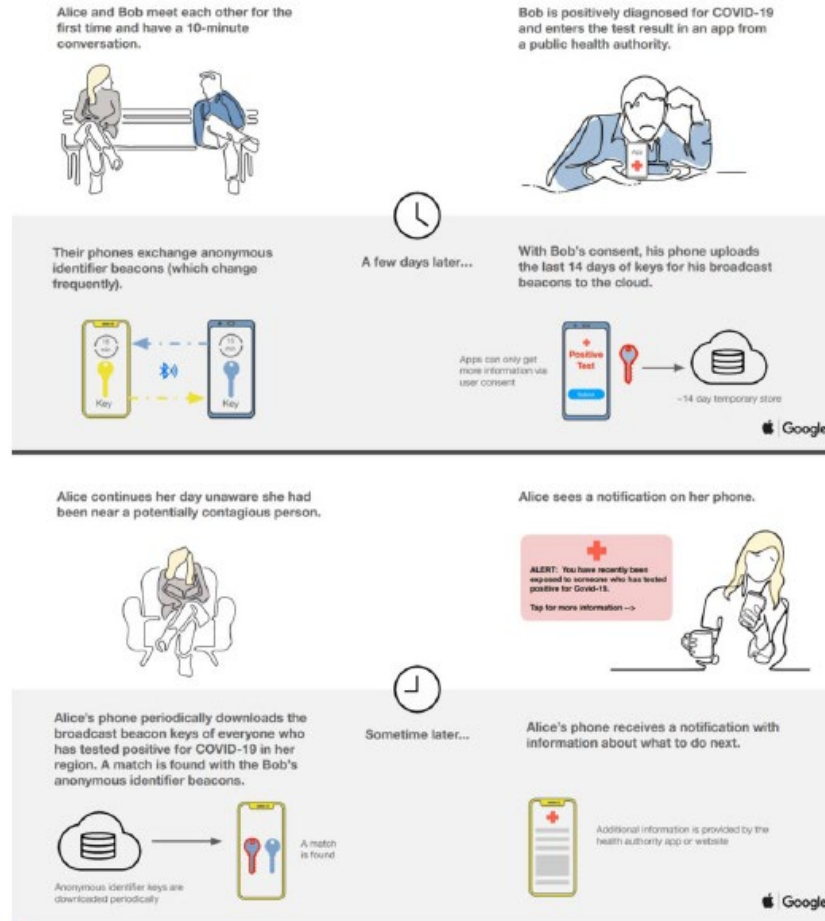 Alice and Bob meet each other for the
first time and have a 10-minute
conversation.
Bob is positively diagnosed for COVID-19
and enters the test result in an app from
a public health authority.
App
Their phones exchange anonymous
identifier beacons (which change
frequently).
A few days later...
With Bob's consent, his phone uploads
the last 14 days of keys for his broadcast
beacons to the cloud.
15
min
Key
15
min
Key
Apps can only get
more information via
user consent
Positive
Test
~14 day temporary store
Google
Alice continues her day unaware she had
been near a potentially contagious person.
Alice sees a notification on her phone.
ALERT: You have recently been
exposed to someone who has tested
positive for Covid-19.
Tap for more information -->
Alice's phone periodically downloads the
broadcast beacon keys of everyone who
has tested positive for COVID-19 in her
region. A match is found with the Bob's
anonymous identifier beacons.
Sometime later...
Alice's phone receives a notification with
information about what to do next.
A match
is found
Anonymous identifier keys are
downloaded periodically
Additional information is provided by the
health authority app or website
Google